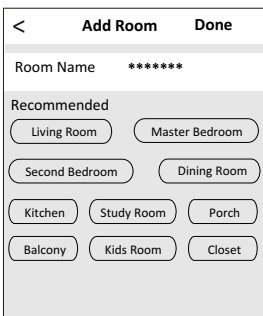 < Add Room Done
Room Name *******
Recommended
Living Room Master Bedroom
Second Bedroom Dining Room
Kitchen Study Room Porch
Balcony Kids Room Closet